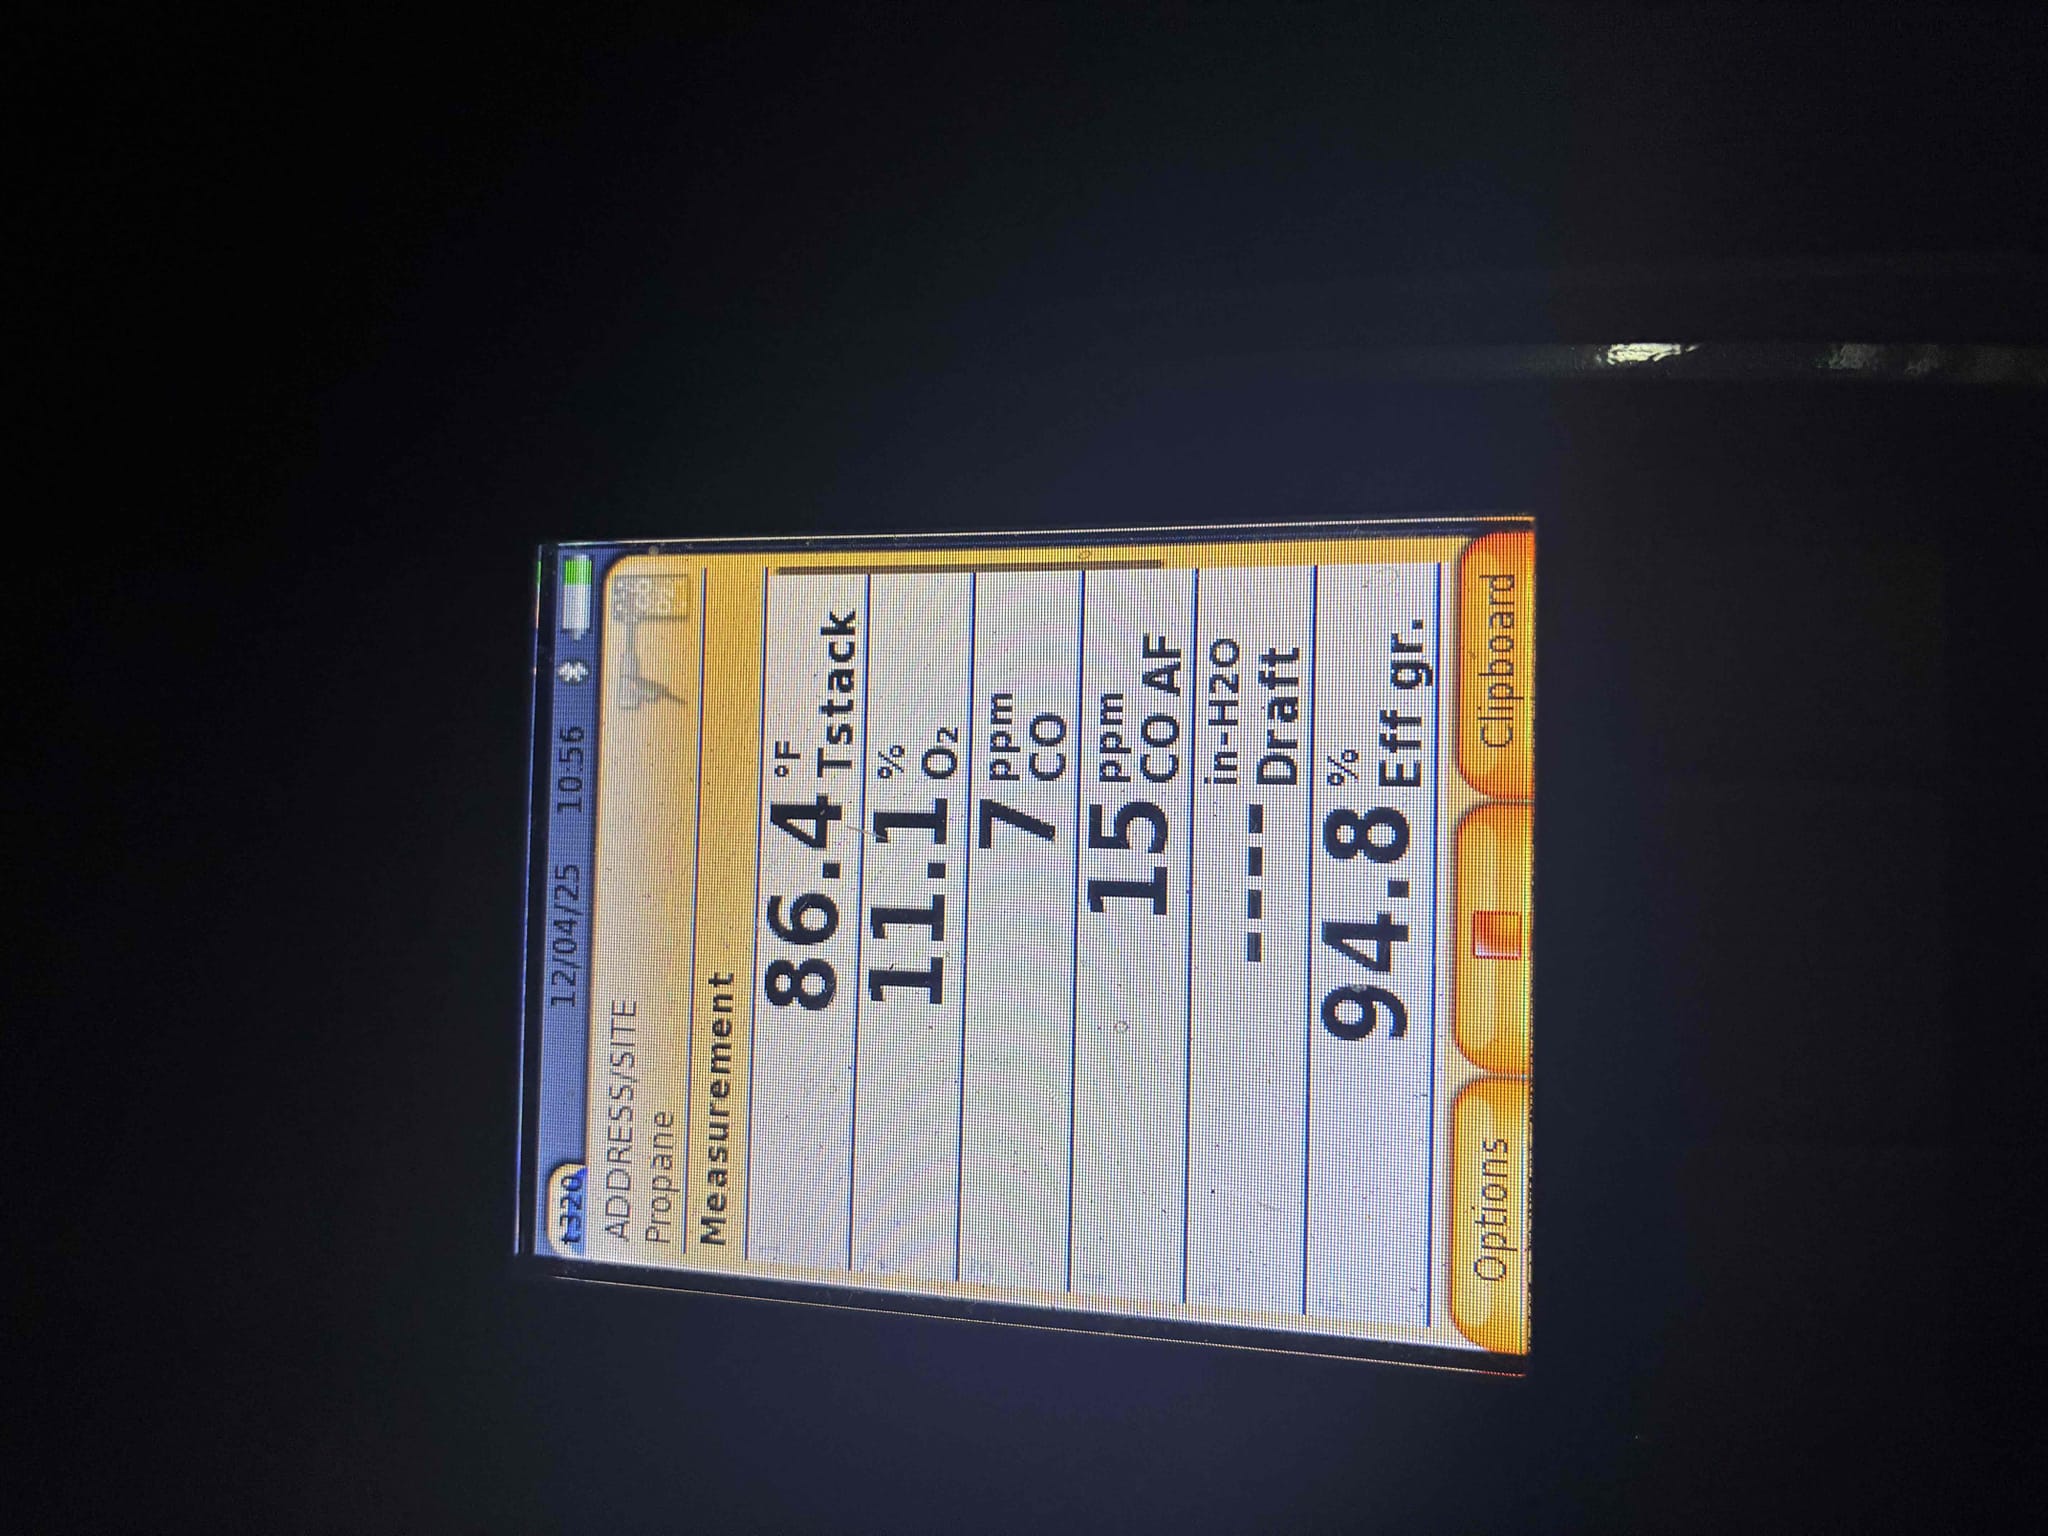 t320 12/04/25 10:56
ADDRESS/SITE
Propane
Measurement
86.4 °F Tstack
11.1 % O₂
7 ppm CO
15 ppm CO AF
---- in-H2O Draft
94.8 % Eff gr.
Options Clipboard